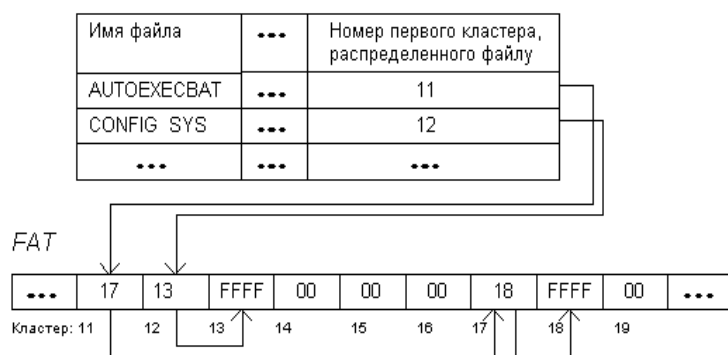 Имя файла ••• Номер первого кластера,
распределенного файлу
AUTOEXECBAT ••• 11
CONFIG SYS ••• 12
••• ••• •••
FAT
••• 17 13 FFFF 00 00 00 18 FFFF 00 •••
Кластер: 11 12 13 14 15 16 17 18 19